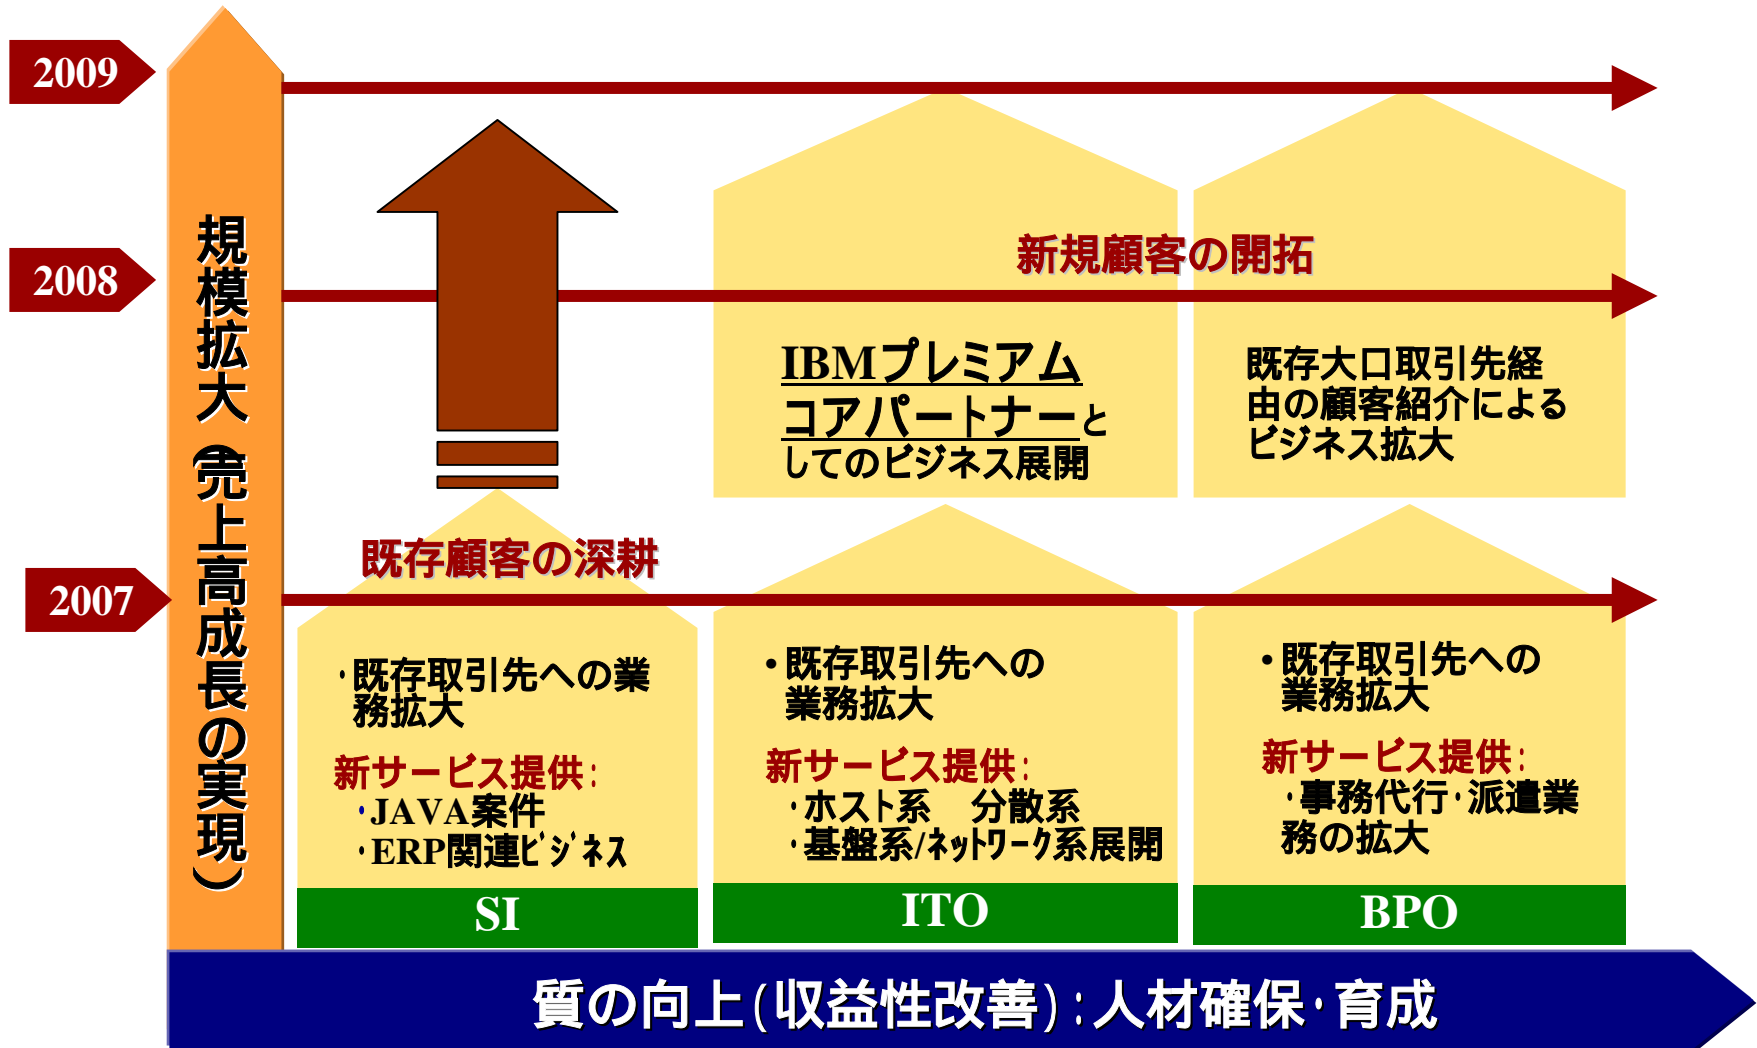 2009
2008
2007
規模拡大(売上高成長の実現)
新規顧客の開拓
IBMプレミアム
コアパートナーと
してのビジネス展開
既存大口取引先経
由の顧客紹介による
ビジネス拡大
既存顧客の深耕
・既存取引先への業
務拡大
新サービス提供:
・JAVA案件
・ERP関連ビジネス
SI
•既存取引先への
業務拡大
新サービス提供:
・ホスト系 分散系
・基盤系/ネットワーク系展開
ITO
•既存取引先への
業務拡大
新サービス提供:
・事務代行・派遣業
務の拡大
BPO
質の向上(収益性改善):人材確保・育成